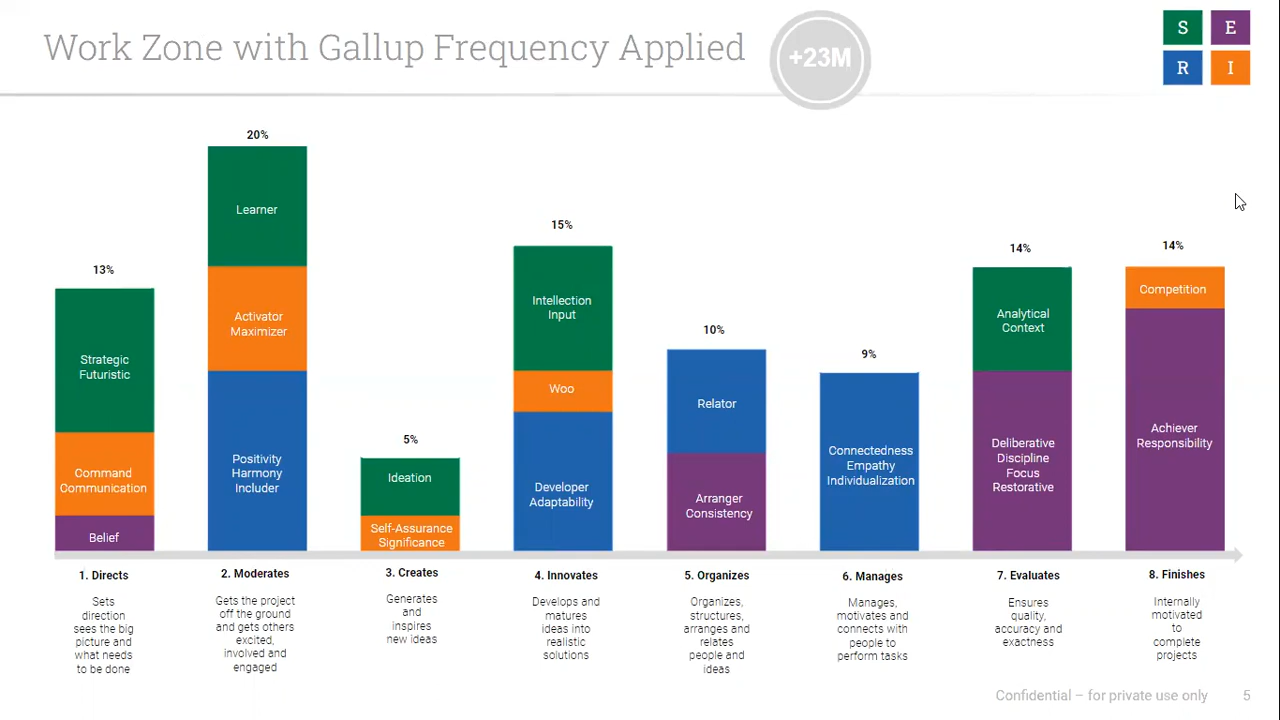 Work Zone with Gallup Frequency Applied
+23M
S E
R I
13%
Strategic
Futuristic
Command
Communication
Belief
20%
Learner
Activator
Maximizer
Positivity
Harmony
Includer
5%
Ideation
Self-Assurance
Significance
15%
Intellection
Input
Woo
Developer
Adaptability
10%
Relator
Arranger
Consistency
9%
Connectedness
Empathy
Individualization
14%
Analytical
Context
Deliberative
Discipline
Focus
Restorative
14%
Competition
Achiever
Responsibility
1. Directs
Sets
direction
sees the big
picture and
what needs
to be done
2. Moderates
Gets the project
off the ground
and gets others
excited,
involved and
engaged
3. Creates
Generates
and
inspires
new ideas
4. Innovates
Develops and
matures
ideas into
realistic
solutions
5. Organizes
Organizes,
structures,
arranges and
relates
people and
ideas
6. Manages
Manages,
motivates and
connects with
people to
perform tasks
7. Evaluates
Ensures
quality,
accuracy and
exactness
8. Finishes
Internally
motivated
to
complete
projects
Confidential – for private use only 5